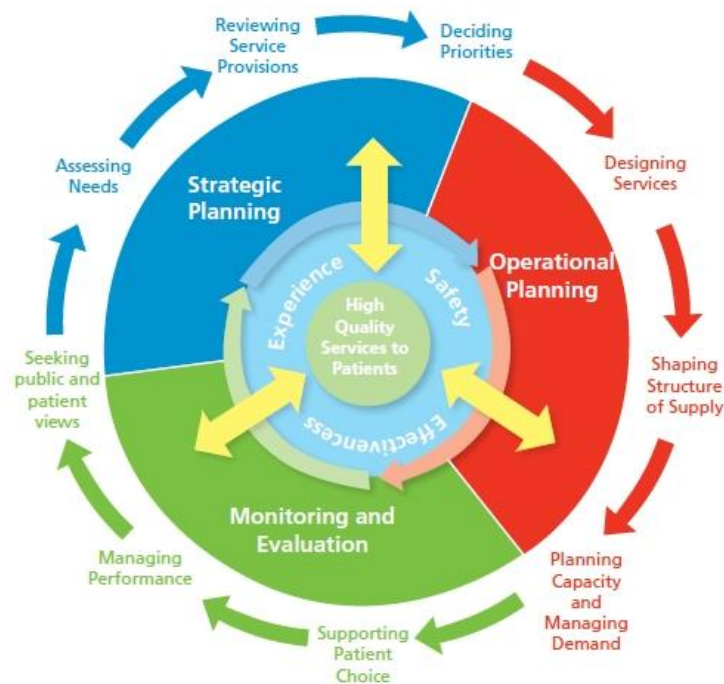 Reviewing
Service
Provisions
Deciding
Priorities
Assessing
Needs
Designing
Services
Strategic
Planning
Operational
Planning
Experience
Safety
High
Quality
Services to
Patients
Effectivencess
Seeking
public and
patient
views
Shaping
Structure
of Supply
Monitoring and
Evaluation
Managing
Performance
Planning
Capacity
and
Managing
Demand
Supporting
Patient
Choice